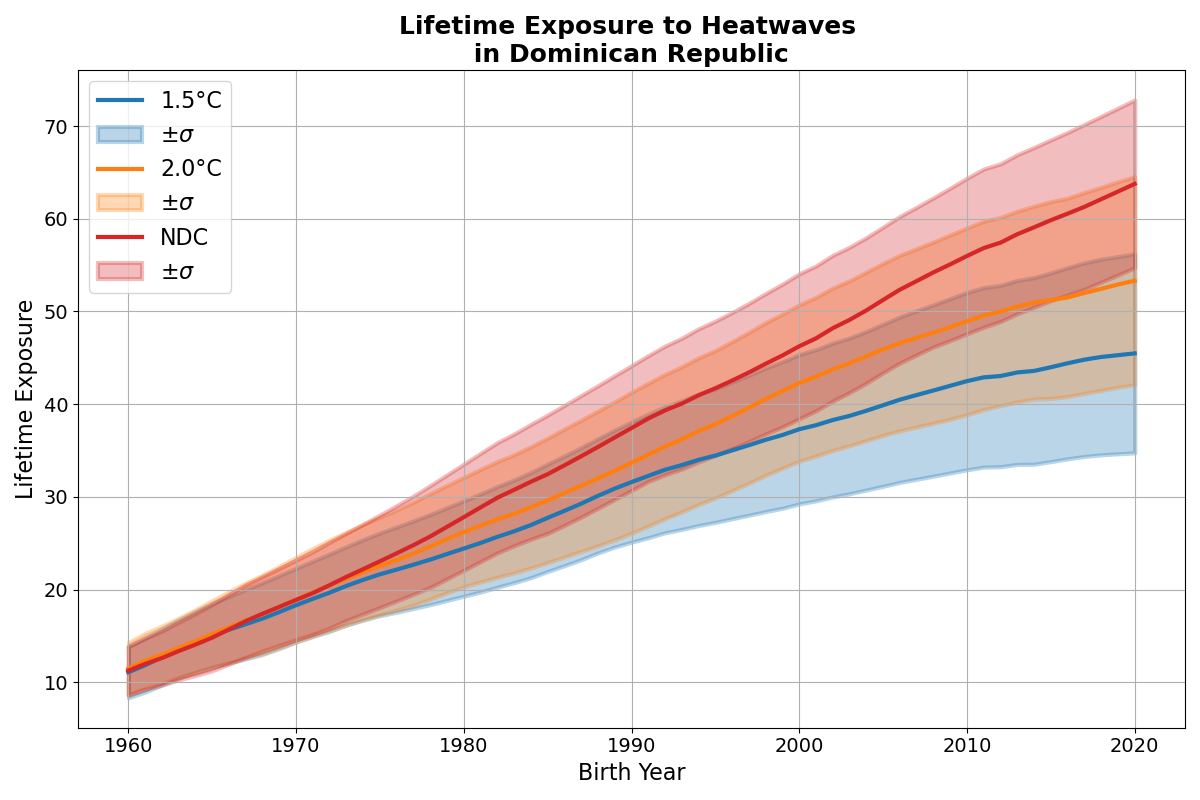 Lifetime Exposure to Heatwaves
in Dominican Republic
1.5°C
±σ
2.0°C
±σ
NDC
±σ
Lifetime Exposure
70
60
50
40
30
20
10
1960
1970
1980
1990
2000
2010
2020
Birth Year